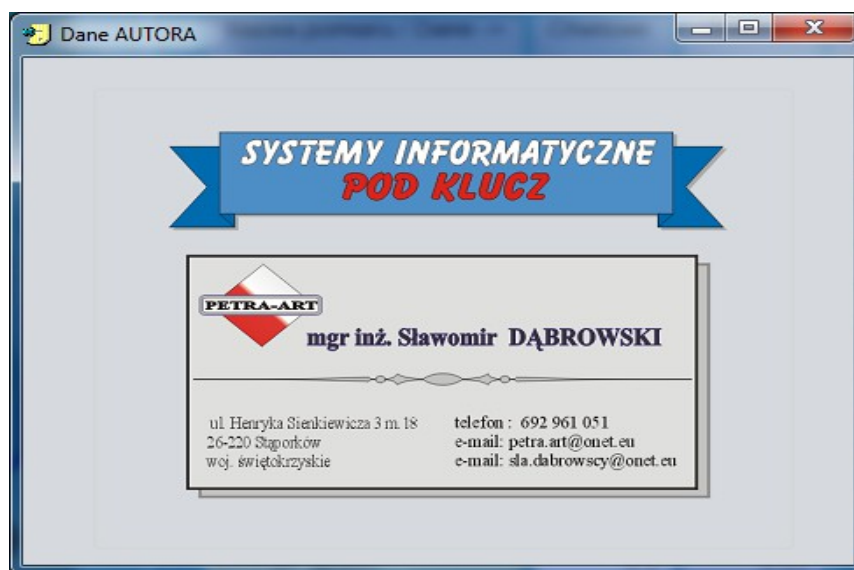 Dane AUTORA
SYSTEMY INFORMATYCZNE
POD KLUCZ
PETRA-ART
mgr inż. Sławomir DĄBROWSKI
ul. Henryka Sienkiewicza 3 m. 18
26-220 Stąporków
woj. świętokrzyskie
telefon : 692 961 051
e-mail: petra.art@onet.eu
e-mail: sla.dabrowscy@onet.eu